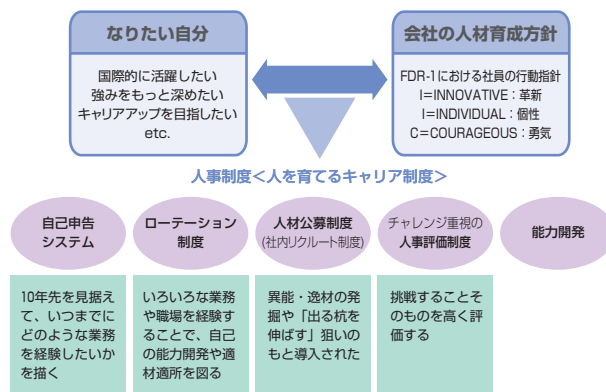 なりたい自分
国際的に活躍したい
強みをもっと深めたい
キャリアアップを目指したい
etc.
会社の人材育成方針
FDR-1における社員の行動指針
I=INNOVATIVE:革新
I=INDIVIDUAL:個性
C=COURAGEOUS:勇気
人事制度<人を育てるキャリア制度>
自己申告
システム
ローテーション
制度
人材公募制度
(社内リクルート制度)
チャレンジ重視の
人事評価制度
能力開発
10年先を見据え
て、いつまでに
どのような業務
を経験したいか
を描く
いろいろな業務
や職場を経験す
ることで、自己
の能力開発や適
材適所を図る
異能・逸材の発
掘や「出る杭を
伸ばす」狙いの
もと導入された
挑戦することそ
のものを高く評
価する